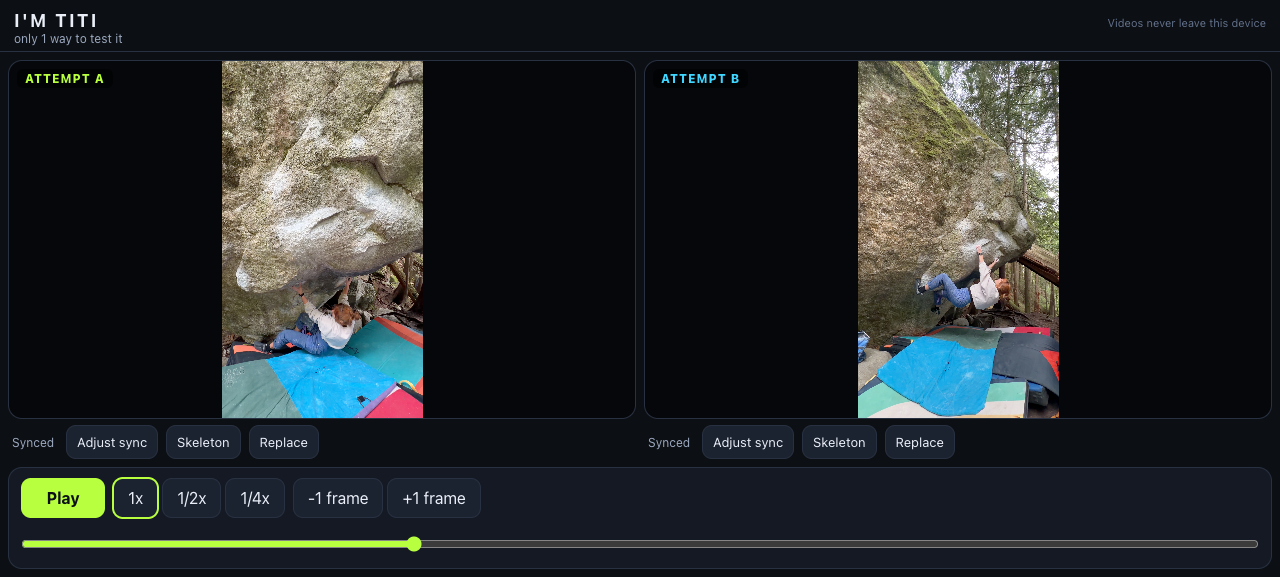 I'M TITI
only 1 way to test it
Videos never leave this device
ATTEMPT A
ATTEMPT B
Synced Adjust sync Skeleton Replace
Synced Adjust sync Skeleton Replace
Play 1x 1/2x 1/4x -1 frame +1 frame